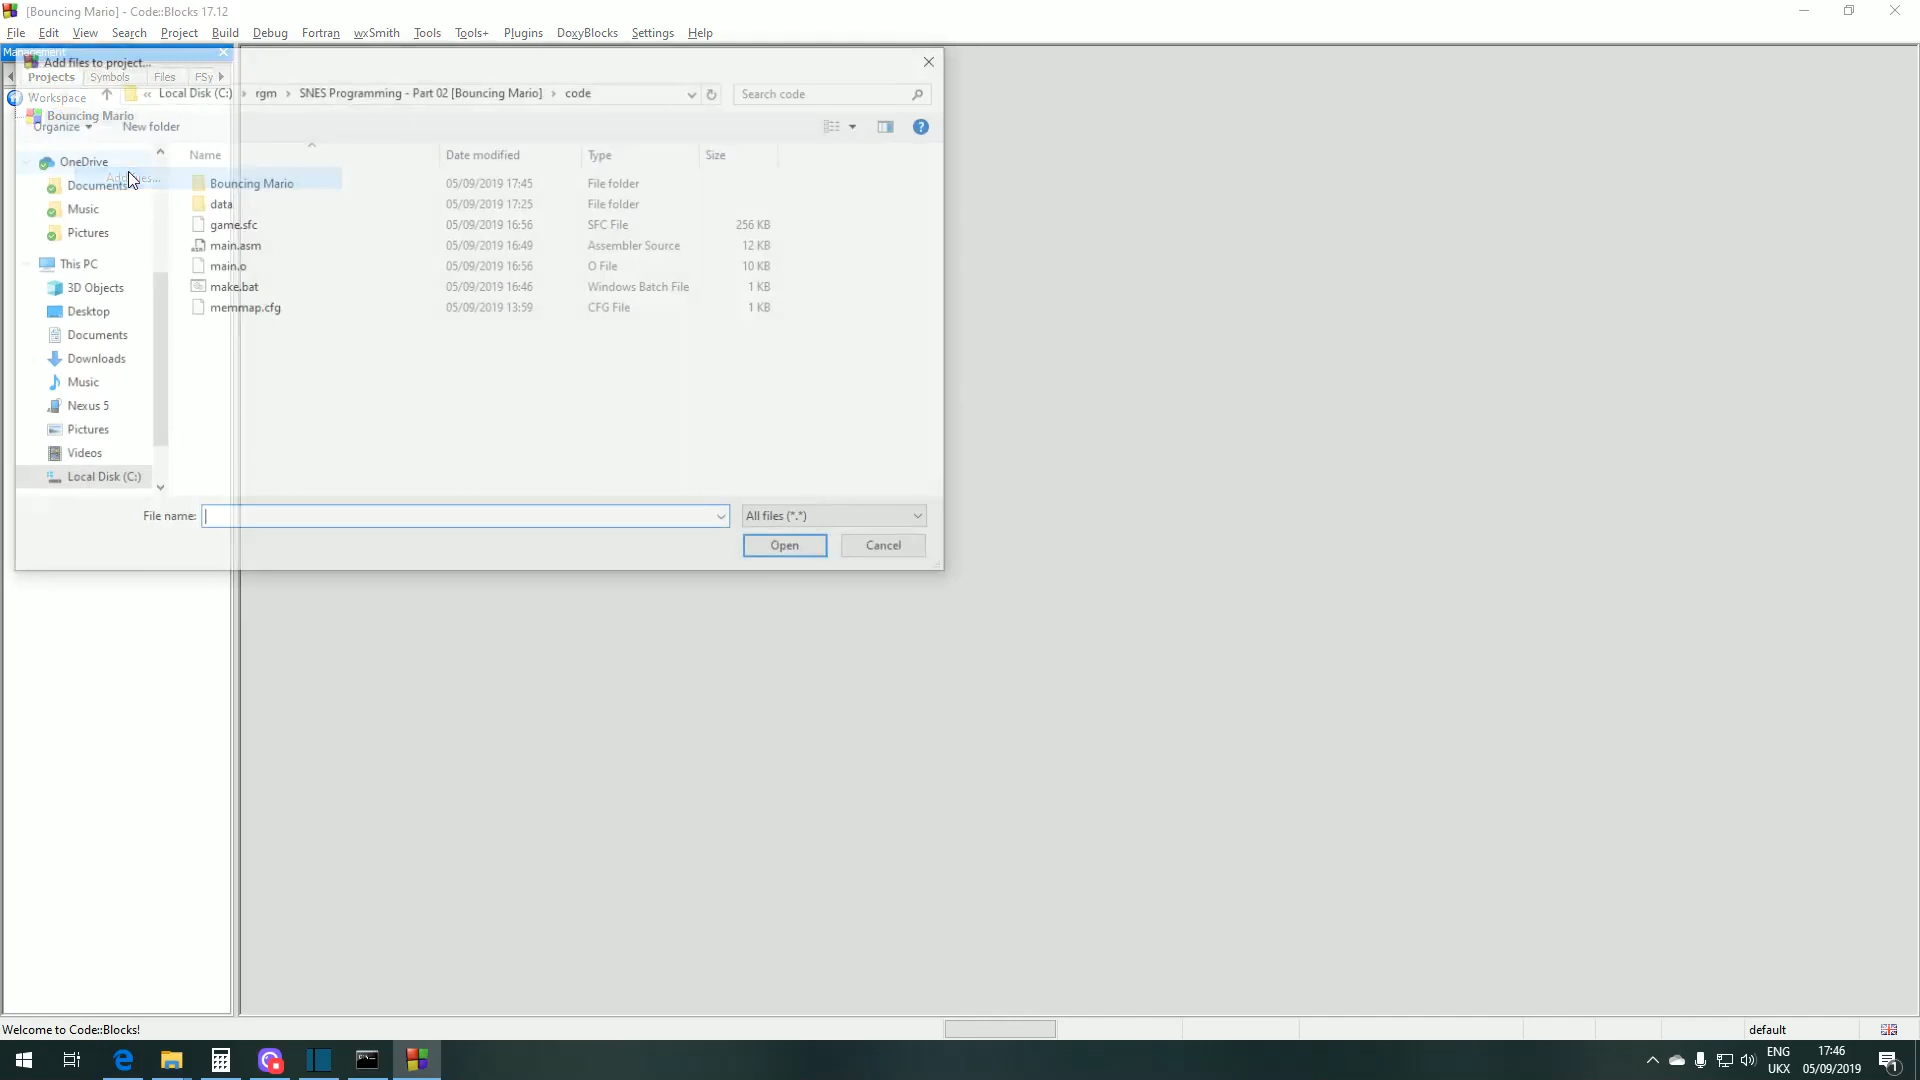 [Bouncing Mario] - Code::Blocks 17.12
File Edit View Search Project Build Debug Fortran wxSmith Tools Tools+ Plugins DoxyBlocks Settings Help
Management
Add files to project...
Projects Symbols Files FSy
Workspace
« Local Disk (C:) › rgm › SNES Programming - Part 02 [Bouncing Mario] › code
Search code
Bouncing Mario
Organize New folder
Name Date modified Type Size
OneDrive
Documents
Music
Pictures
This PC
3D Objects
Desktop
Documents
Downloads
Music
Nexus 5
Pictures
Videos
Local Disk (C:)
Add files...
Bouncing Mario 05/09/2019 17:45 File folder
data 05/09/2019 17:25 File folder
game.sfc 05/09/2019 16:56 SFC File 256 KB
main.asm 05/09/2019 16:49 Assembler Source 12 KB
main.o 05/09/2019 16:56 O File 10 KB
make.bat 05/09/2019 16:46 Windows Batch File 1 KB
memmap.cfg 05/09/2019 13:59 CFG File 1 KB
File name: All files (*.*)
Open Cancel
Welcome to Code::Blocks! default
ENG 17:46
UKX 05/09/2019
1